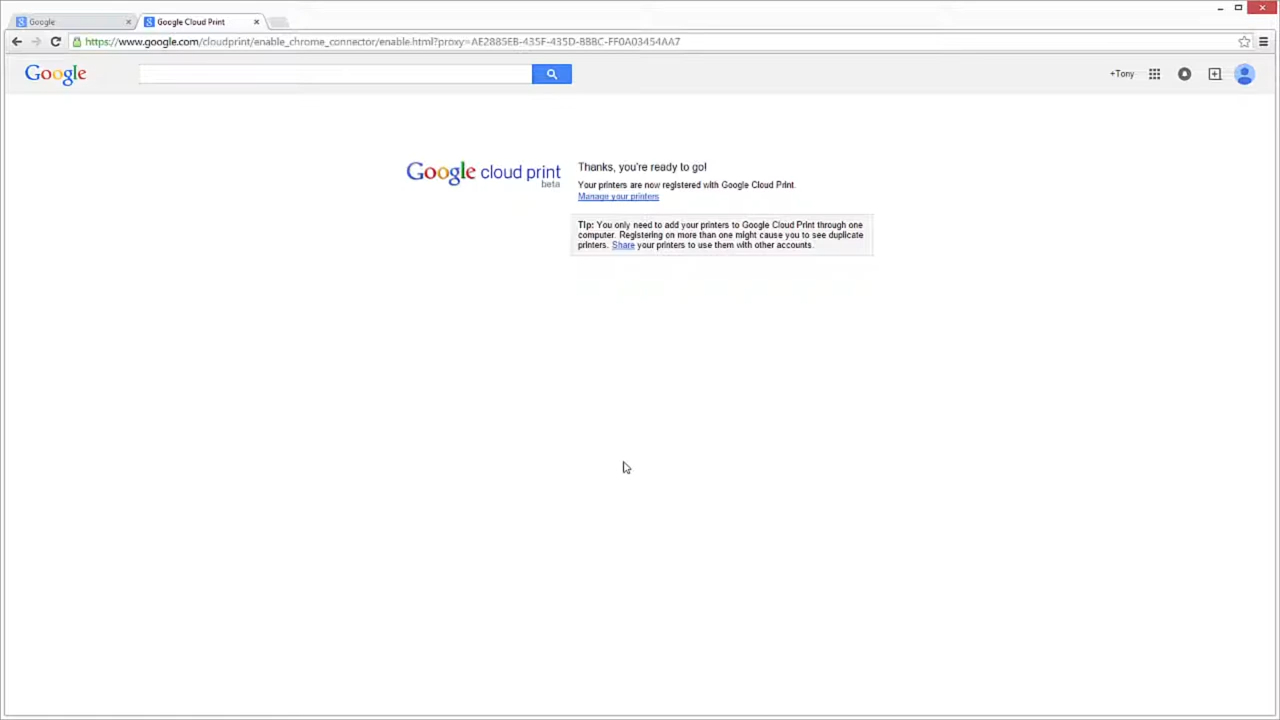 Google
Google Cloud Print
https://www.google.com/cloudprint/enable_chrome_connector/enable.html?proxy=AE2885EB-435F-435D-BBBC-FF0A03454AA7
Google
+Tony
Google cloud print
beta
Thanks, you're ready to go!
Your printers are now registered with Google Cloud Print.
Manage your printers
Tip: You only need to add your printers to Google Cloud Print through one
computer. Registering on more than one might cause you to see duplicate
printers. Share your printers to use them with other accounts.